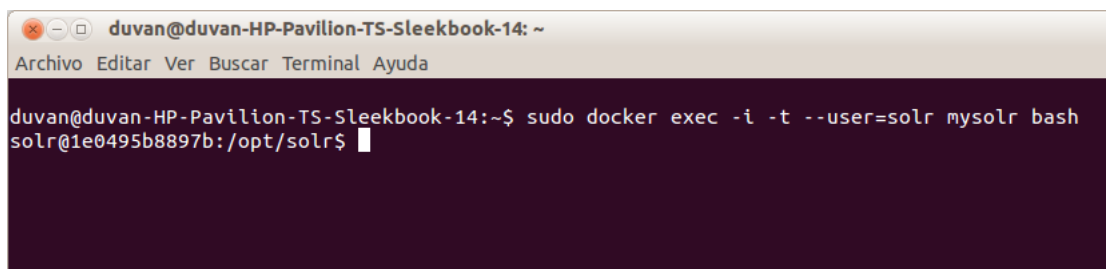 duvan@duvan-HP-Pavilion-TS-Sleekbook-14: ~
Archivo Editar Ver Buscar Terminal Ayuda
duvan@duvan-HP-Pavilion-TS-Sleekbook-14:~$ sudo docker exec -i -t --user=solr mysolr bash
solr@1e0495b8897b:/opt/solr$